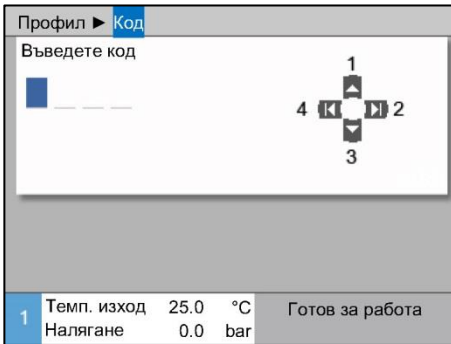 Профил ► Код
Въведете код
1
4 2
3
1
Темп. изход 25.0 °C Готов за работа
Налягане 0.0 bar